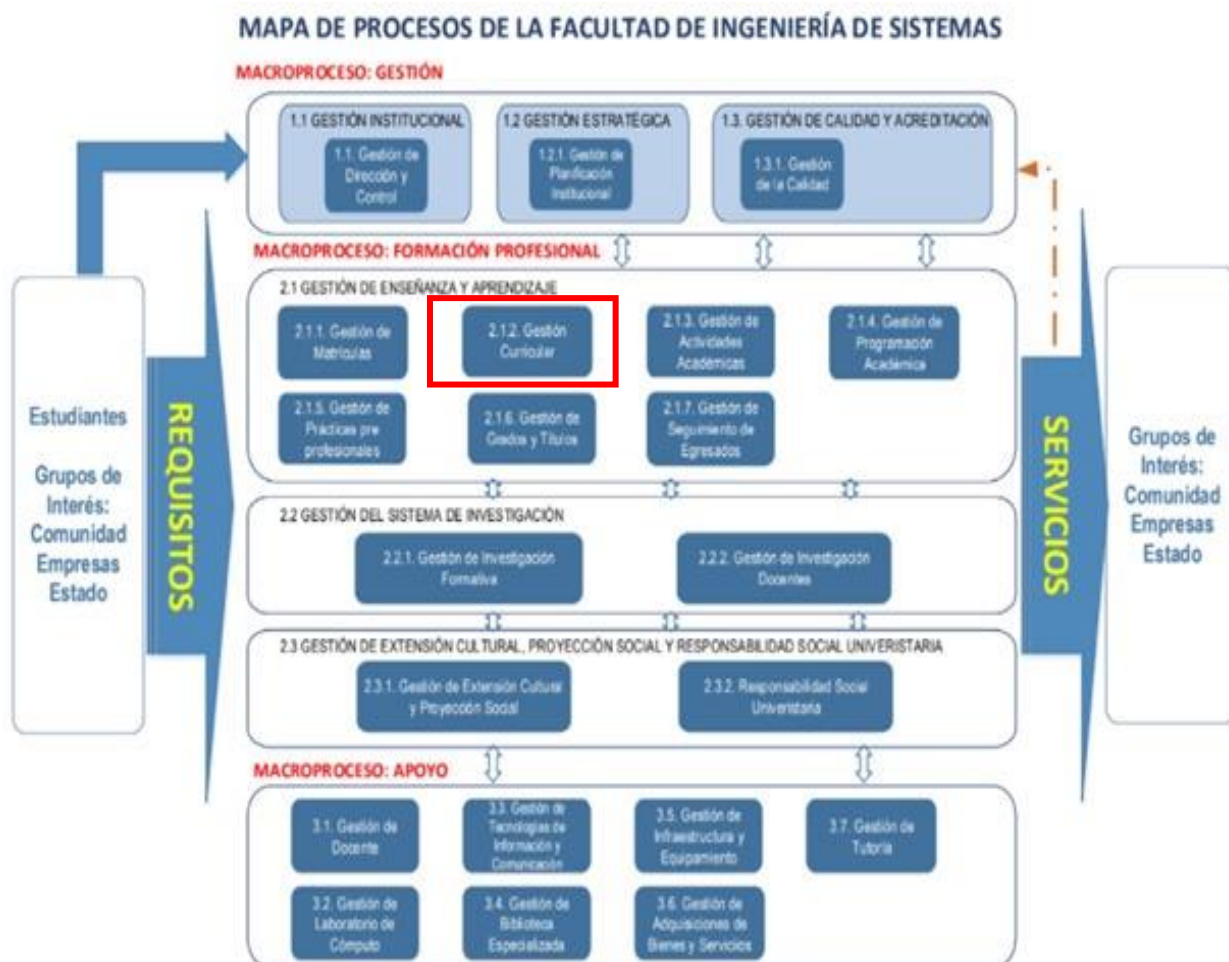 MAPA DE PROCESOS DE LA FACULTAD DE INGENIERÍA DE SISTEMAS
MACROPROCESO: GESTIÓN
1.1 GESTIÓN INSTITUCIONAL
1.1. Gestión de
Dirección y
Control
1.2 GESTIÓN ESTRATÉGICA
1.2.1. Gestión de
Planificación
Institucional
1.3. GESTIÓN DE CALIDAD Y ACREDITACIÓN
1.3.1. Gestión
de la Calidad
MACROPROCESO: FORMACIÓN PROFESIONAL
Estudiantes
Grupos de
Interés:
Comunidad
Empresas
Estado
REQUISITOS
2.1 GESTIÓN DE ENSEÑANZA Y APRENDIZAJE
2.1.1. Gestión de
Matrículas
2.1.2. Gestión
Curricular
2.1.3. Gestión de
Actividades
Académicas
2.1.4. Gestión de
Programación
Académica
2.1.5. Gestión de
Prácticas pre
profesionales
2.1.6. Gestión de
Grados y Títulos
2.1.7. Gestión de
Seguimiento de
Egresados
2.2 GESTIÓN DEL SISTEMA DE INVESTIGACIÓN
2.2.1. Gestión de Investigación
Formativa
2.2.2. Gestión de Investigación
Docentes
2.3 GESTIÓN DE EXTENSIÓN CULTURAL, PROYECCIÓN SOCIAL Y RESPONSABILIDAD SOCIAL UNIVERISTARIA
2.3.1. Gestión de Extensión Cultural
y Proyección Social
2.3.2. Responsabilidad Social
Univeristaria
MACROPROCESO: APOYO
3.1. Gestión de
Docente
3.3. Gestión de
Tecnologías de
Información y
Comunicación
3.5. Gestión de
Infraestructura y
Equipamiento
3.7. Gestión de
Tutoría
3.2. Gestión de
Laboratorio de
Cómputo
3.4. Gestión de
Biblioteca
Especializada
3.6. Gestión de
Adquisiciones de
Bienes y Servicios
SERVICIOS
Grupos de
Interés:
Comunidad
Empresas
Estado